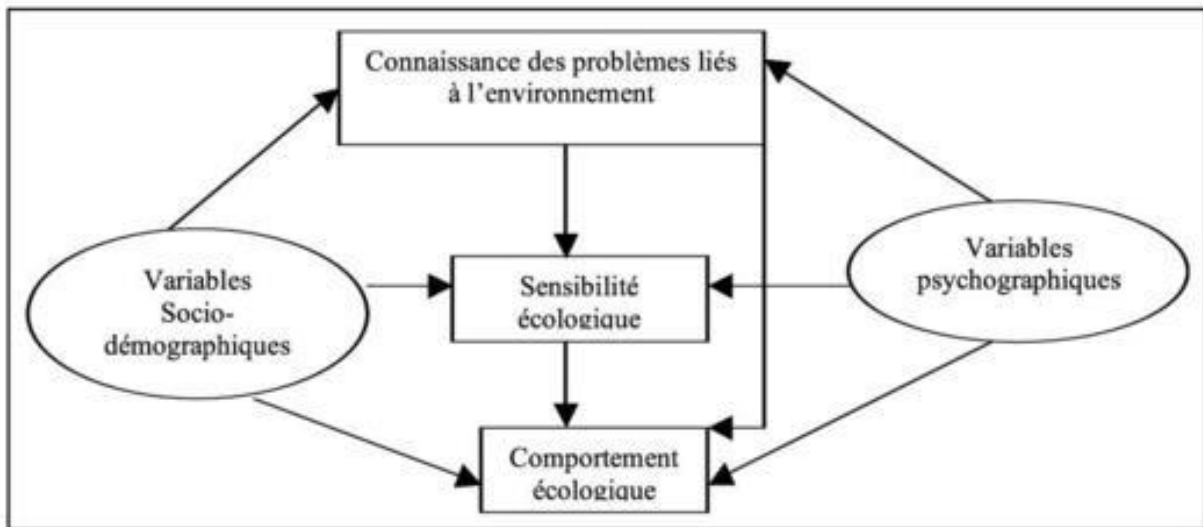 Connaissance des problèmes liés
à l'environnement
Variables
Socio-
démographiques
Sensibilité
écologique
Variables
psychographiques
Comportement
écologique